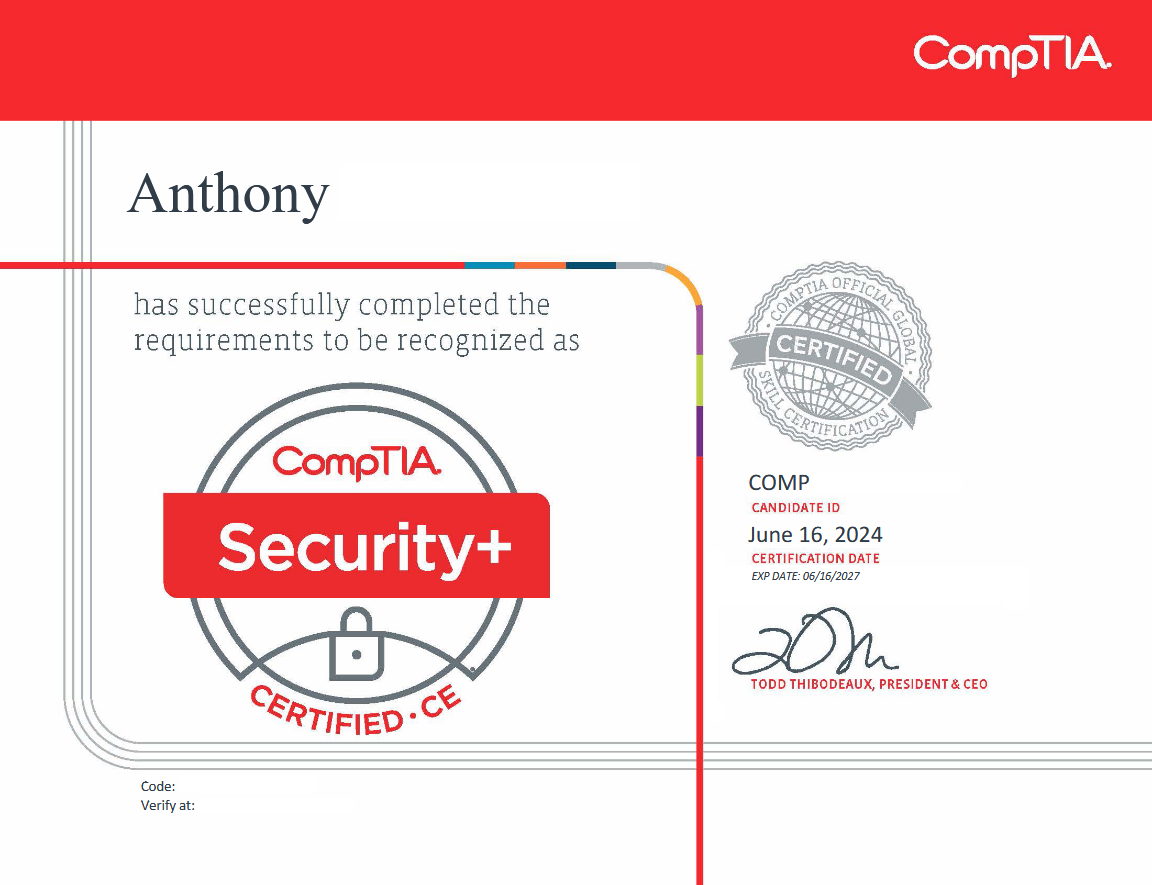 CompTIA.
Anthony
has successfully completed the
requirements to be recognized as
CompTIA.
Security+
CERTIFIED · CE
· COMPTIA OFFICIAL GLOBAL ·
CERTIFIED
SKILL CERTIFICATION
COMP
CANDIDATE ID
June 16, 2024
CERTIFICATION DATE
EXP DATE: 06/16/2027
TODD THIBODEAUX, PRESIDENT & CEO
Code:
Verify at: